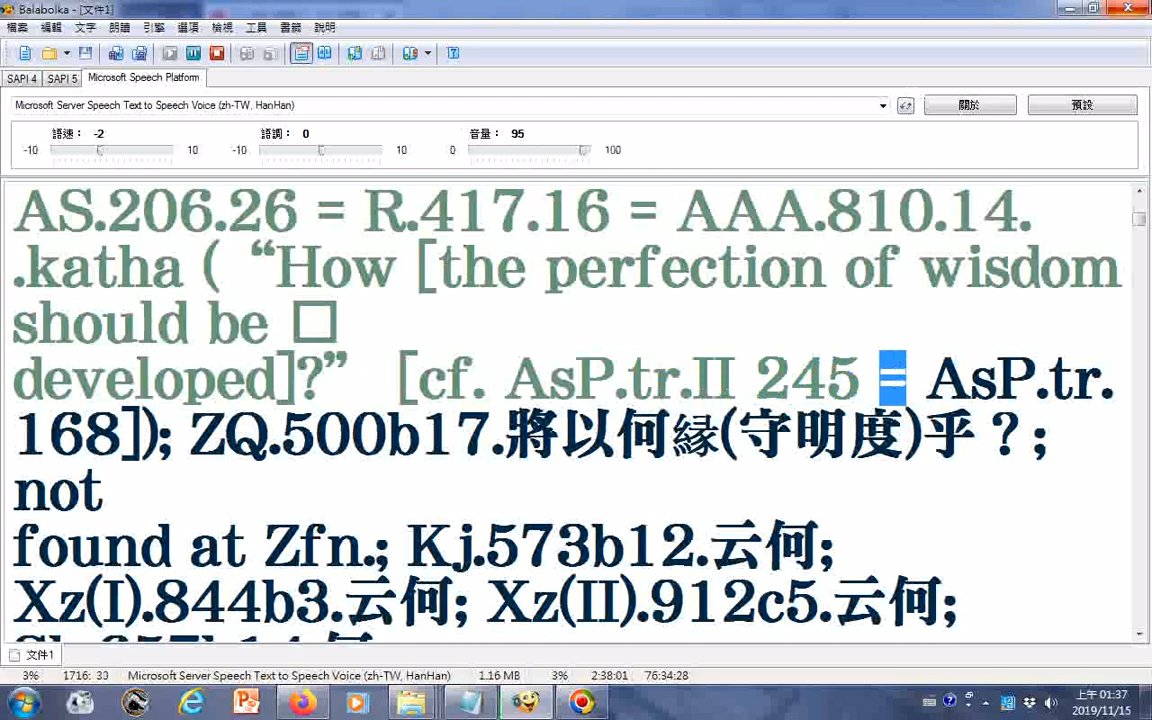 Balabolka - [文件1]
檔案 編輯 文字 朗讀 引擎 選項 檢視 工具 書籤 說明
SAPI 4 SAPI 5 Microsoft Speech Platform
Microsoft Server Speech Text to Speech Voice (zh-TW, HanHan) 關於 預設
語速： -2 語調： 0 音量： 95
-10 10 -10 10 0 100
AS.206.26 = R.417.16 = AAA.810.14.
.katha (“How [the perfection of wisdom
should be □
developed]?” [cf. AsP.tr.II 245 = AsP.tr.
168]); ZQ.500b17.將以何縁(守明度)乎？;
not
found at Zfn.; Kj.573b12.云何;
Xz(I).844b3.云何; Xz(II).912c5.云何;
文件1
3% 1716: 30 Microsoft Server Speech Text to Speech Voice (zh-TW, HanHan) 1.16 MB 3% 2:38:01 76:34:28
上午 01:37
2019/11/15